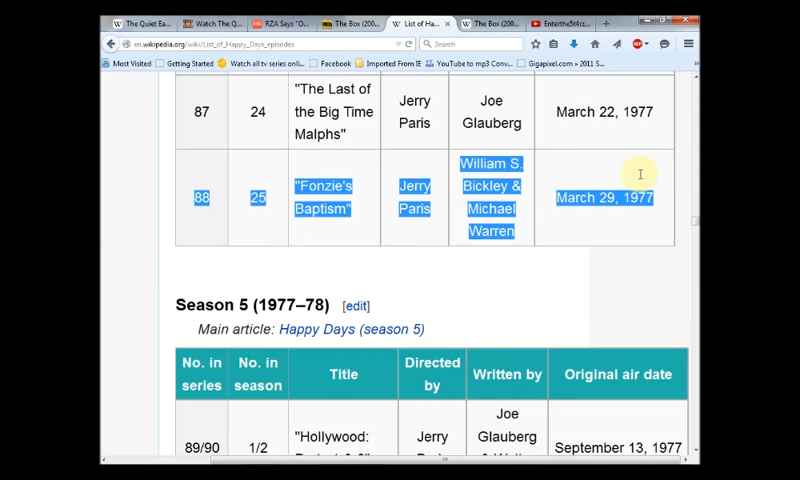 The Quiet Ea...
Watch The Q...
RZA Says "O...
The Box (200...
List of Ha...
The Box (200...
Enterthe5t4rz...
en.wikipedia.org/wiki/List_of_Happy_Days_episodes
Search
Most Visited
Getting Started
Watch all tv series onli...
Facebook
Imported From IE
YouTube to mp3 Conv...
Gigapixel.com » 2011 S...
87
24
"The Last of
the Big Time
Malphs"
Jerry
Paris
Joe
Glauberg
March 22, 1977
88
25
"Fonzie's
Baptism"
Jerry
Paris
William S.
Bickley &
Michael
Warren
March 29, 1977
Season 5 (1977–78) [edit]
Main article: Happy Days (season 5)
No. in
series
No. in
season
Title
Directed
by
Written by
Original air date
89/90
1/2
"Hollywood:
Jerry
Joe
Glauberg
September 13, 1977